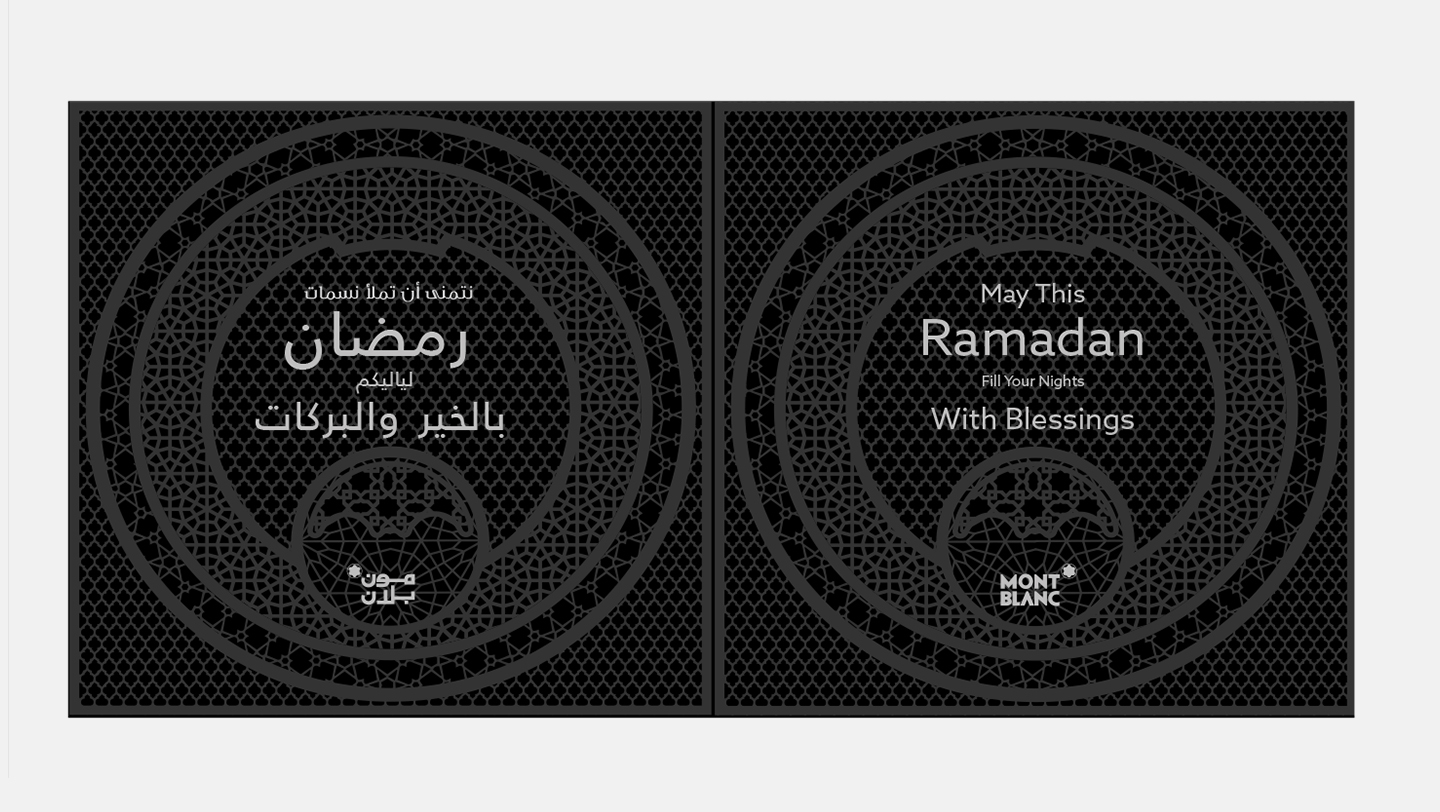 نتمنى أن تملأ نسمات
رمضان
لياليكم
بالخير والبركات
مون
بلان
May This
Ramadan
Fill Your Nights
With Blessings
MONT
BLANC